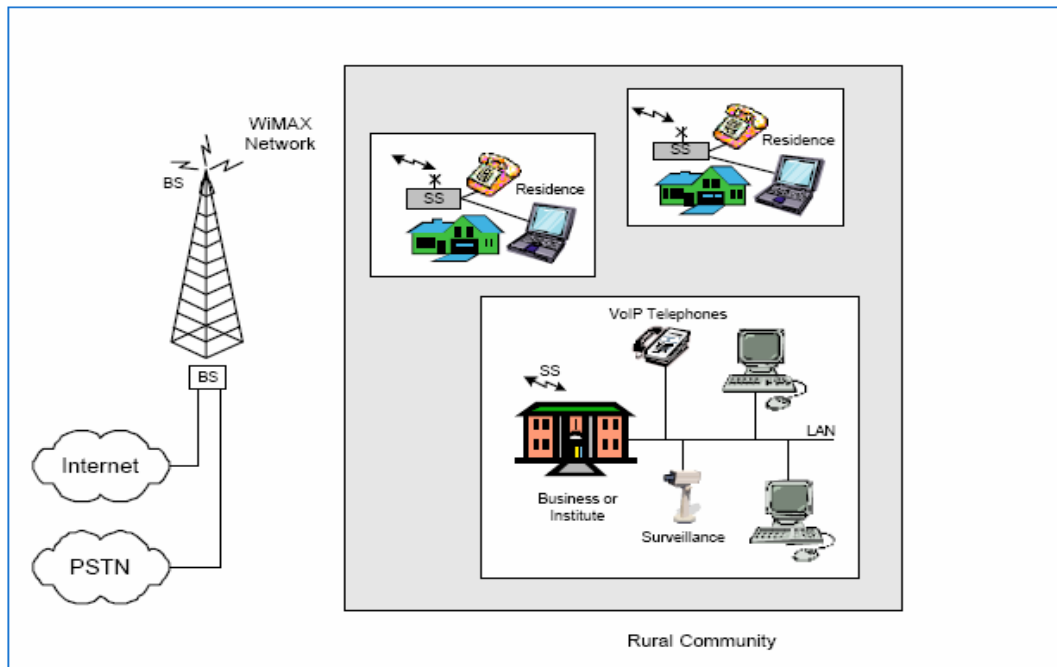 WiMAX
Network
BS
BS
Internet
PSTN
SS
Residence
SS
Residence
VoIP Telephones
SS
LAN
Business or
Institute
Surveillance
Rural Community